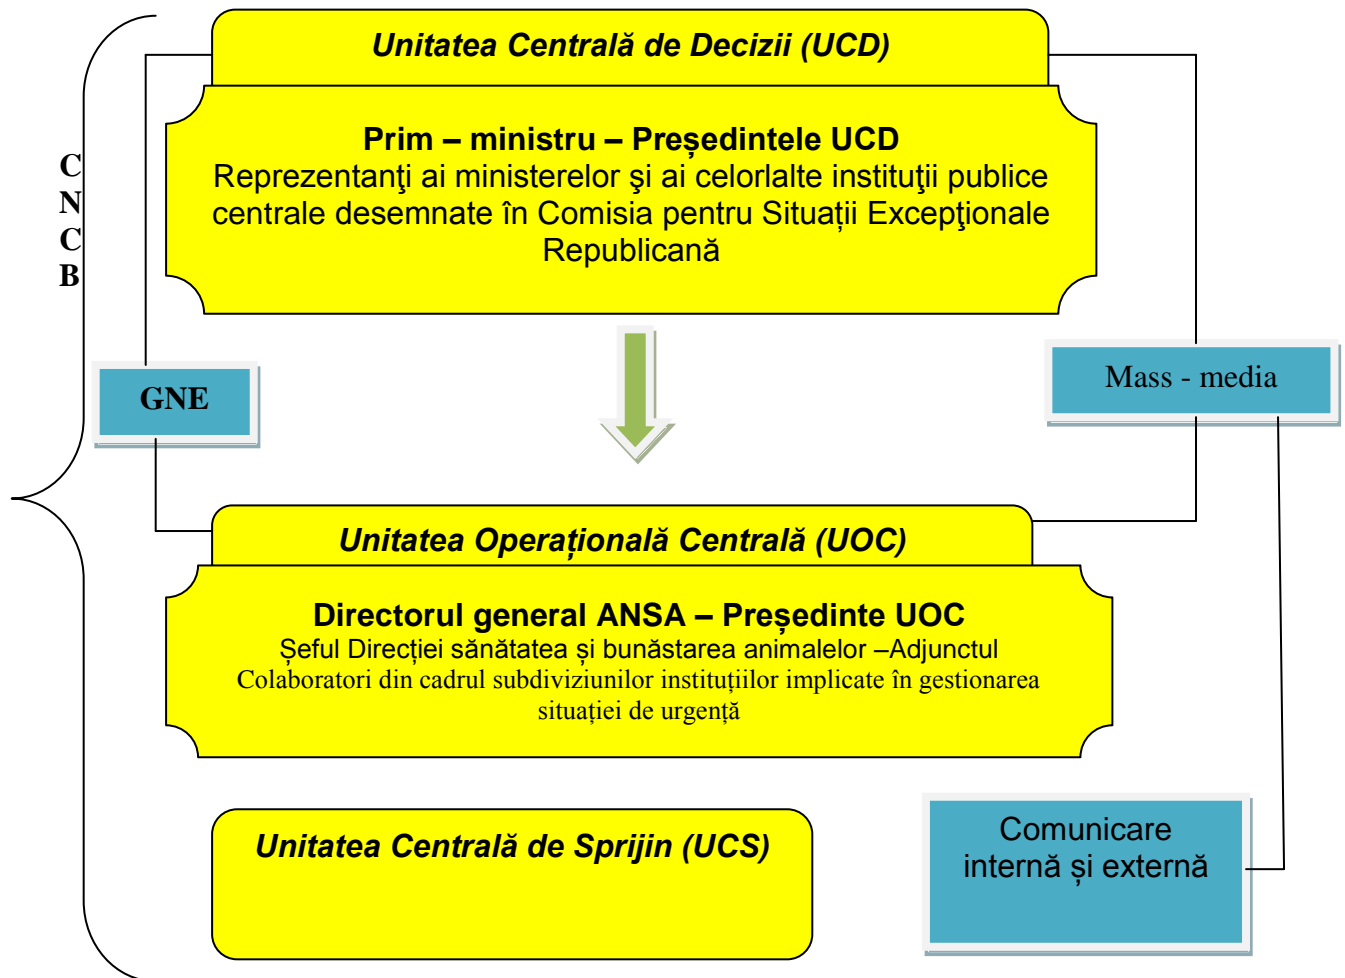 Unitatea Centrală de Decizii (UCD)
Prim – ministru – Președintele UCD
Reprezentanţi ai ministerelor şi ai celorlalte instituţii publice
centrale desemnate în Comisia pentru Situații Excepţionale
Republicană
C
N
C
B
GNE
Mass - media
Unitatea Operațională Centrală (UOC)
Directorul general ANSA – Președinte UOC
Șeful Direcției sănătatea și bunăstarea animalelor –Adjunctul
Colaboratori din cadrul subdiviziunilor instituțiilor implicate în gestionarea
situației de urgență
Unitatea Centrală de Sprijin (UCS)
Comunicare
internă și externă